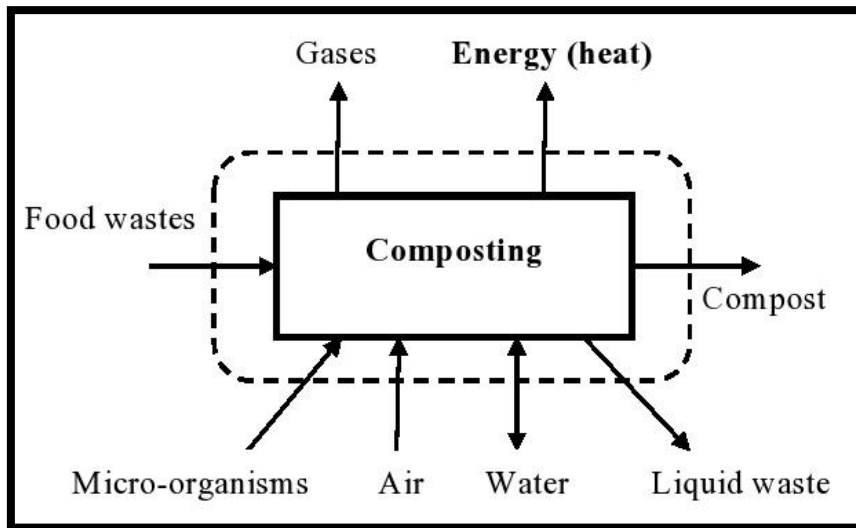 Gases
Energy (heat)
Food wastes
Composting
Compost
Micro-organisms
Air
Water
Liquid waste